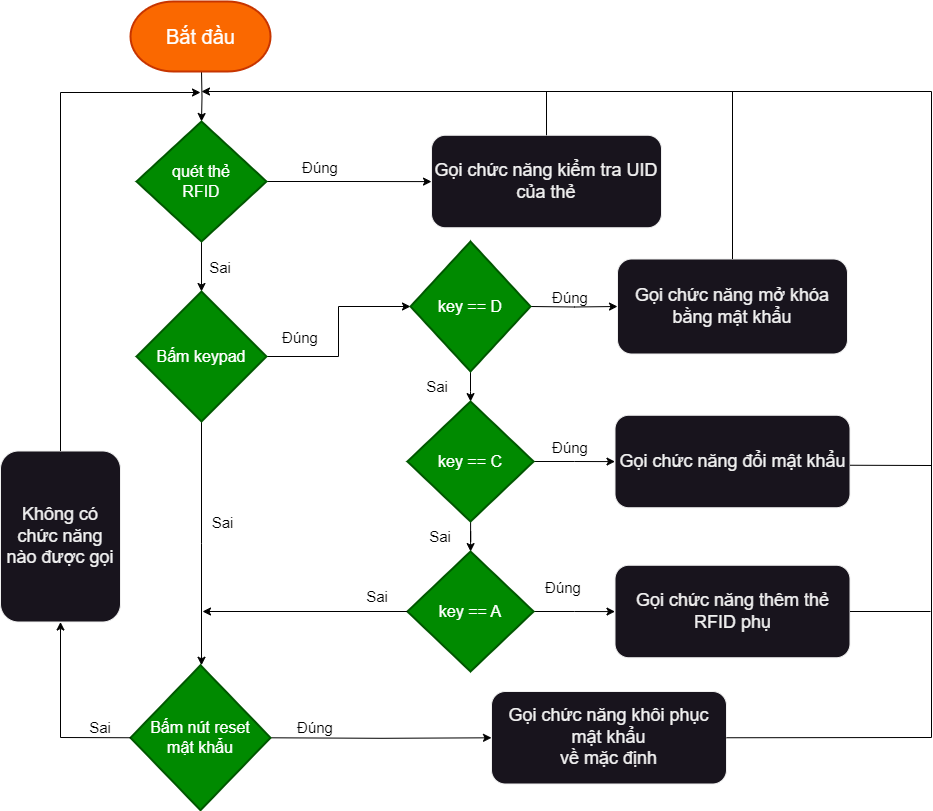 Bắt đầu
quét thẻ
RFID
Đúng
Gọi chức năng kiểm tra UID
của thẻ
Sai
Bấm keypad
Đúng
key == D
Đúng
Gọi chức năng mở khóa
bằng mật khẩu
Sai
key == C
Đúng
Gọi chức năng đổi mật khẩu
Sai
key == A
Đúng
Gọi chức năng thêm thẻ
RFID phụ
Sai
Sai
Bấm nút reset
mật khẩu
Đúng
Gọi chức năng khôi phục
mật khẩu
về mặc định
Sai
Không có
chức năng
nào được gọi